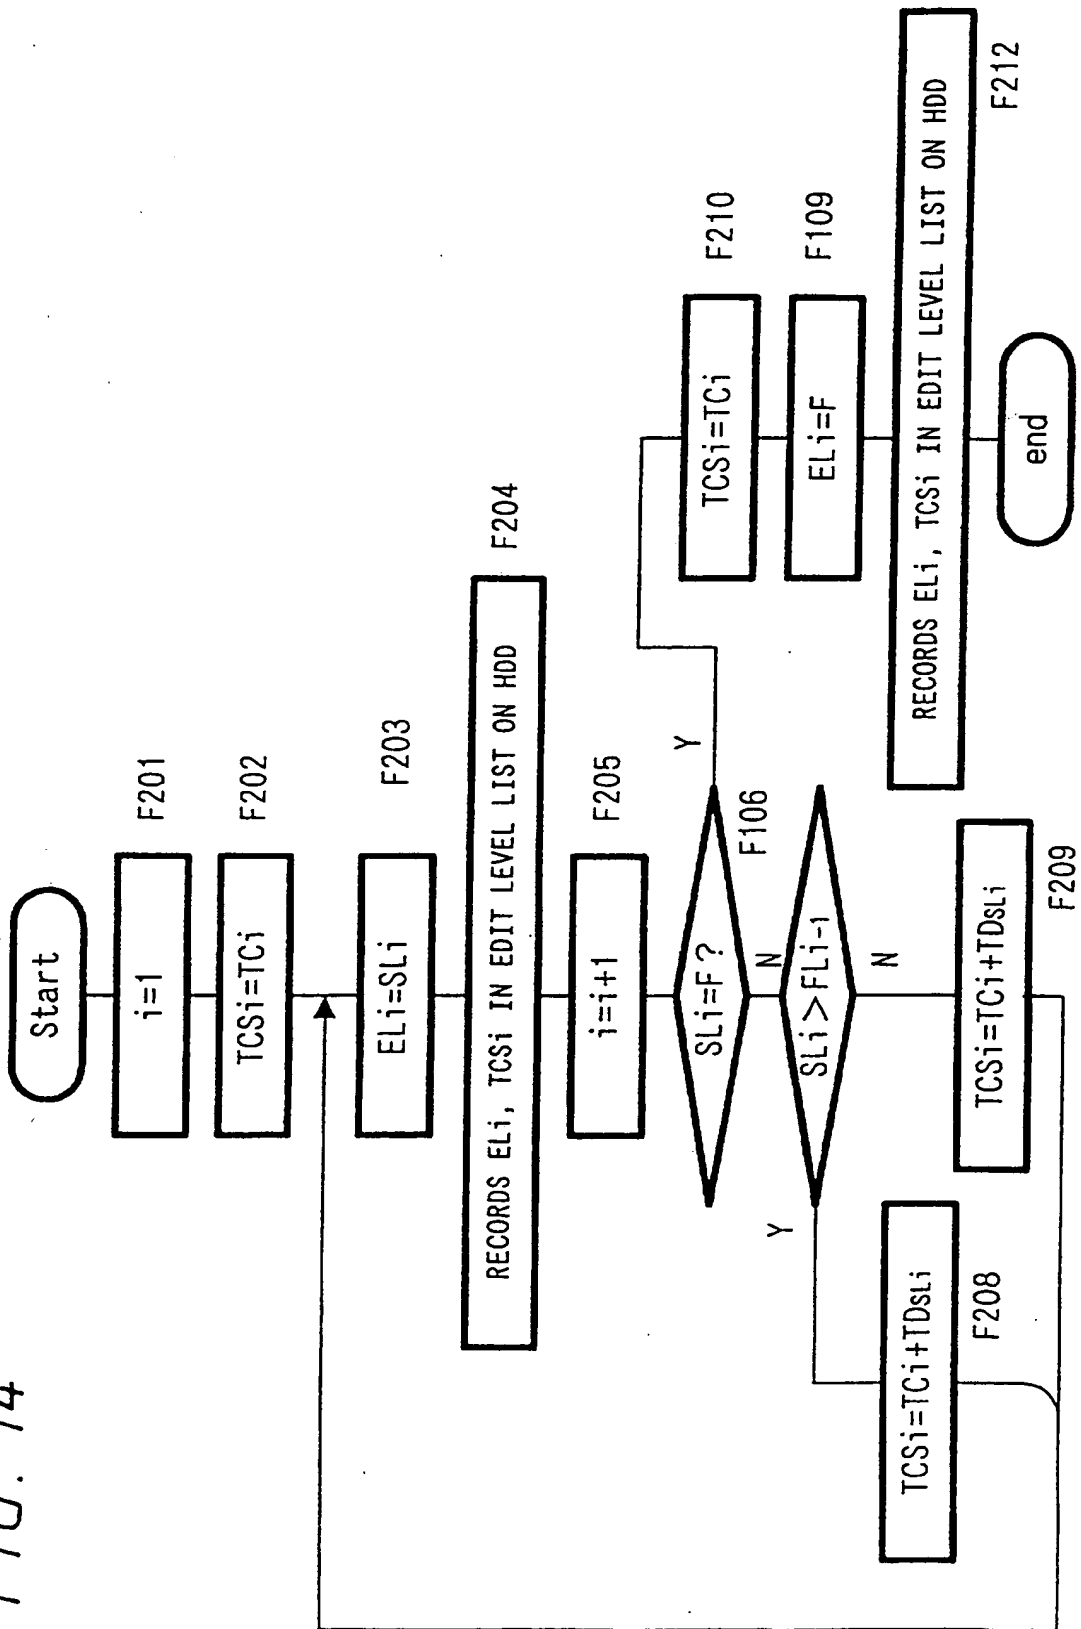 FIG. 14
Start
i=1
F201
TCSi=TCi
F202
ELi=SLi
F203
RECORDS ELi, TCSi IN EDIT LEVEL LIST ON HDD
F204
i=i+1
F205
SLi=F ?
Y
F106
N
SLi>FLi-1
Y
N
TCSi=TCi+TDSLi
F208
TCSi=TCi+TDSLi
F209
TCSi=TCi
F210
ELi=F
F109
RECORDS ELi, TCSi IN EDIT LEVEL LIST ON HDD
F212
end